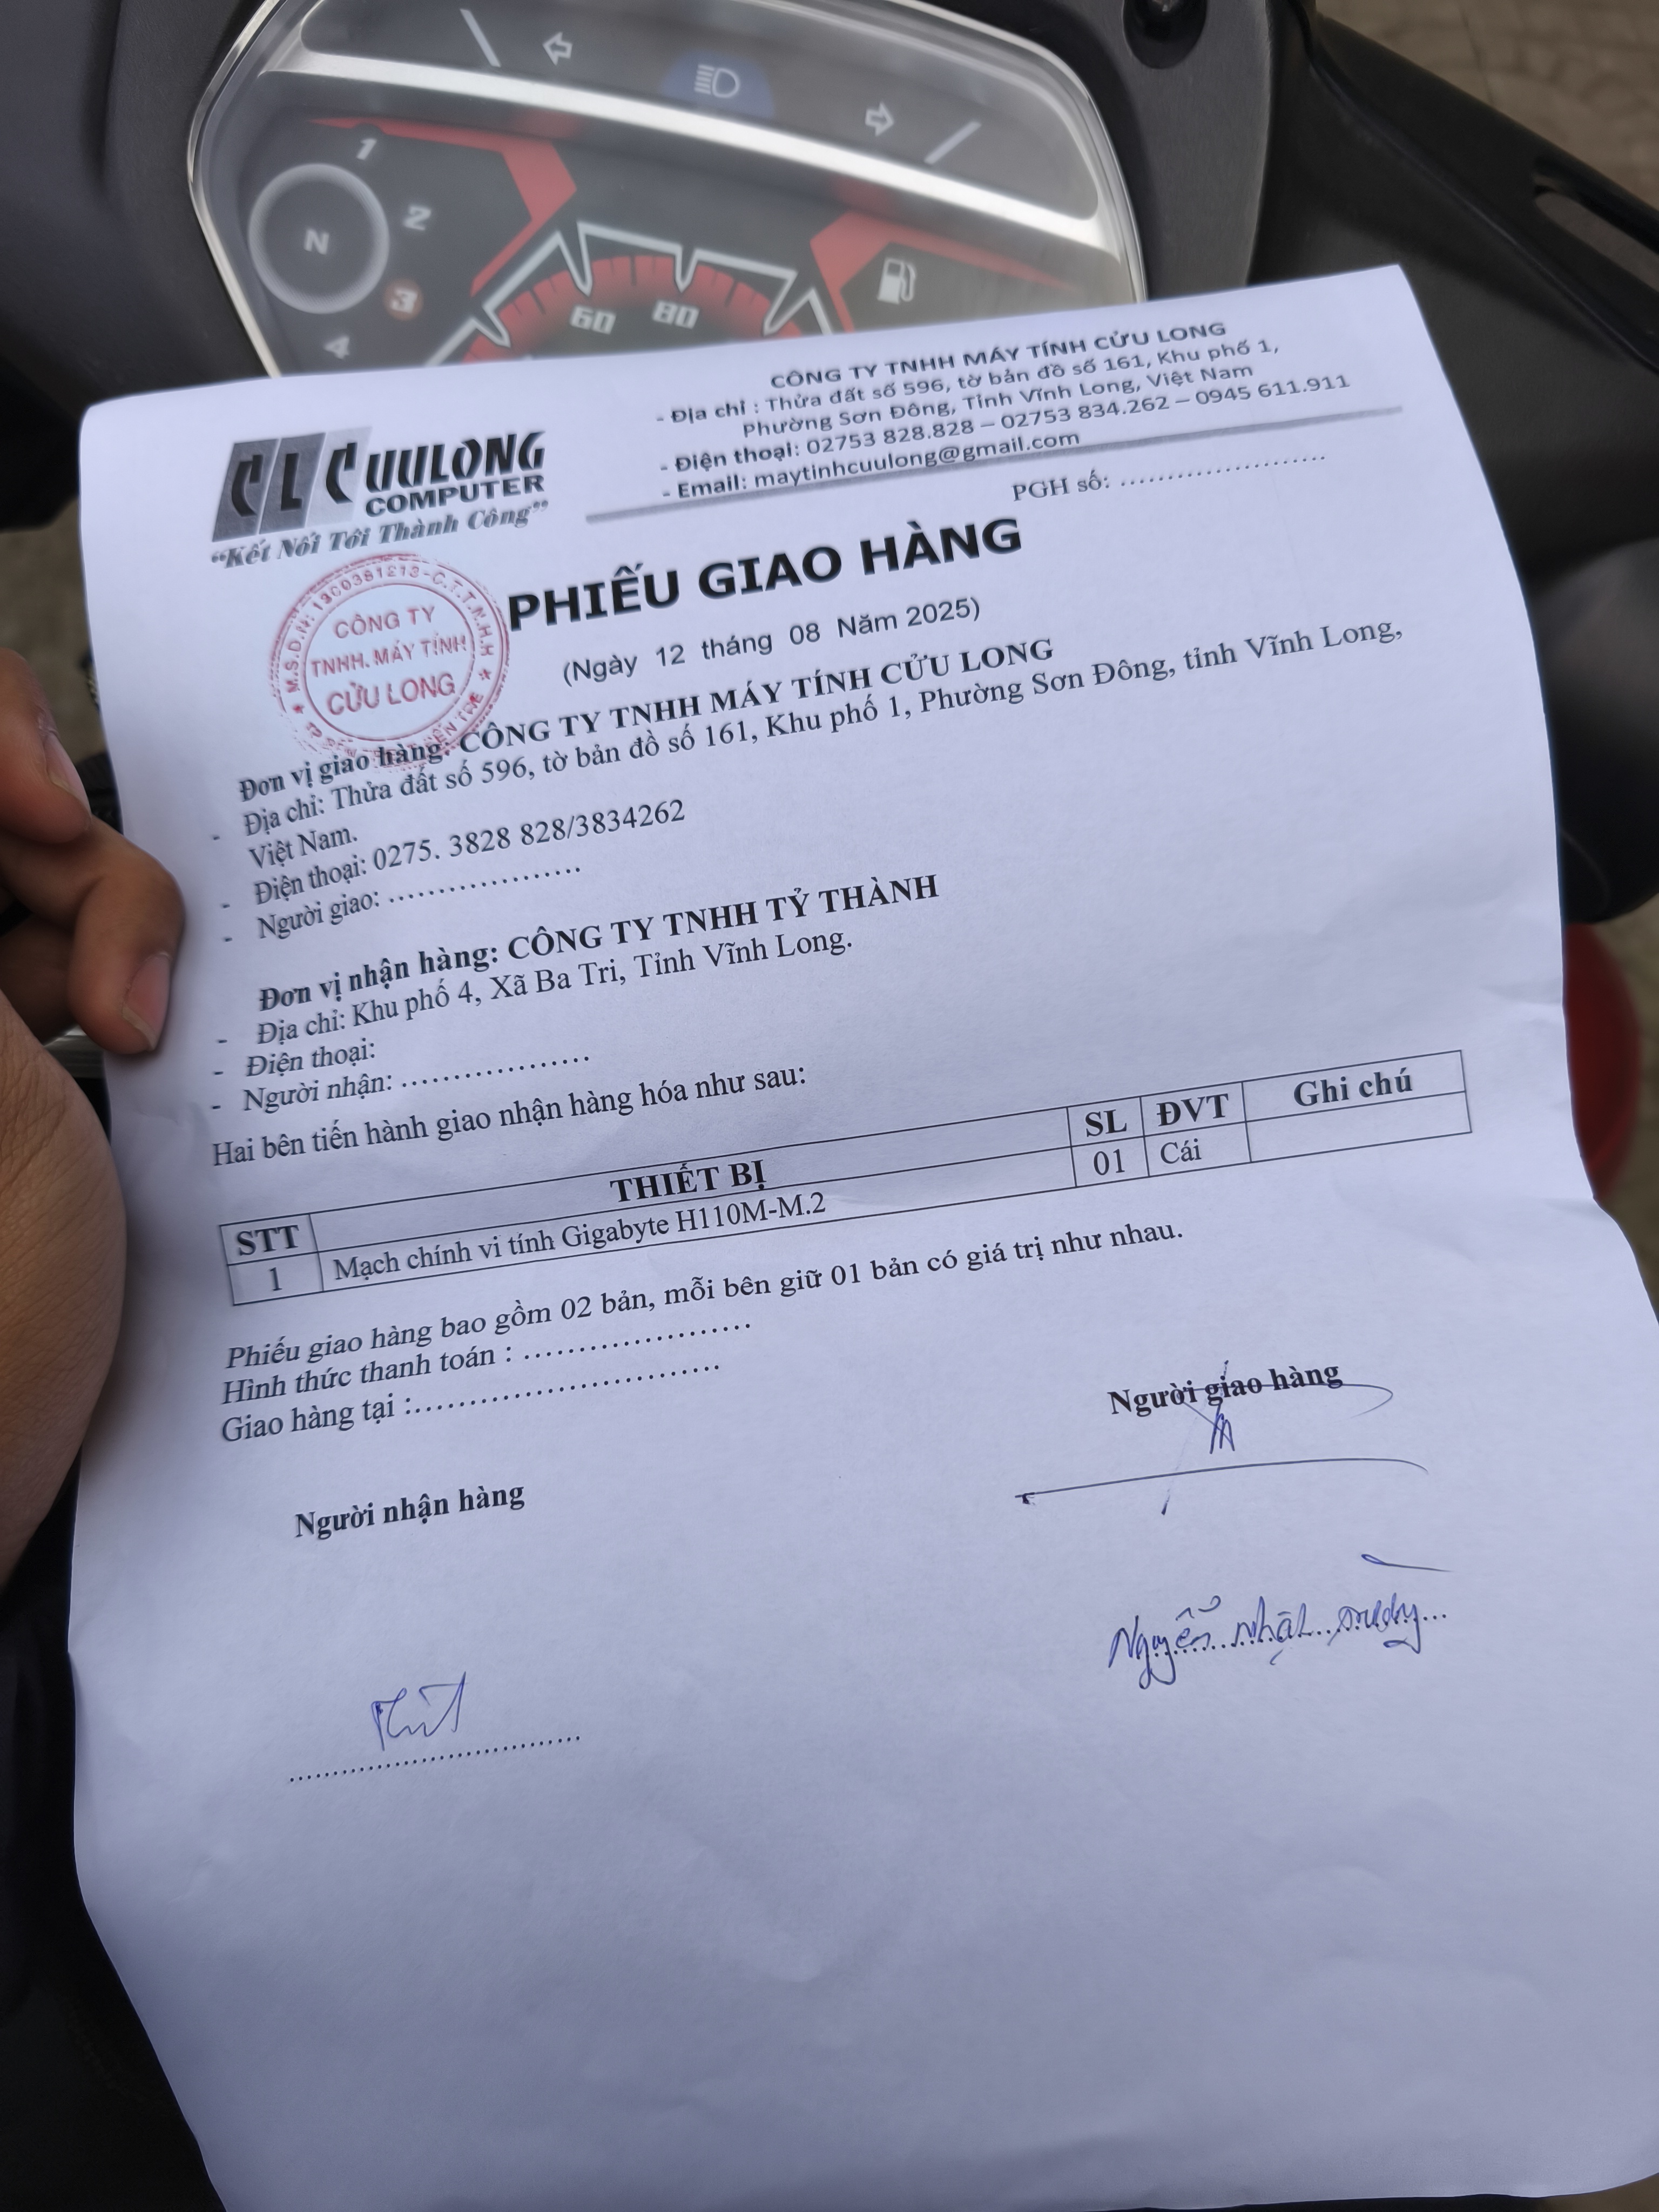 1
2
N
3
4
60
80
CÔNG TY TNHH MÁY TÍNH CỬU LONG
- Địa chỉ : Thửa đất số 596, tờ bản đồ số 161, Khu phố 1,
Phường Sơn Đông, Tỉnh Vĩnh Long, Việt Nam
- Điện thoại: 02753 828.828 – 02753 834.262 – 0945 611.911
- Email: maytinhcuulong@gmail.com
CLC UULONG
COMPUTER
“Kết Nối Tới Thành Công”
PGH số: ......................
PHIẾU GIAO HÀNG
(Ngày 12 tháng 08 Năm 2025)
CÔNG TY
TNHH. MÁY TÍNH
CỬU LONG
Đơn vị giao hàng: CÔNG TY TNHH MÁY TÍNH CỬU LONG
- Địa chỉ: Thửa đất số 596, tờ bản đồ số 161, Khu phố 1, Phường Sơn Đông, tỉnh Vĩnh Long,
Việt Nam.
- Điện thoại: 0275. 3828 828/3834262
- Người giao: ...................
Đơn vị nhận hàng: CÔNG TY TNHH TỶ THÀNH
- Địa chỉ: Khu phố 4, Xã Ba Tri, Tỉnh Vĩnh Long.
- Điện thoại:
- Người nhận: ...................
Hai bên tiến hành giao nhận hàng hóa như sau:
STT THIẾT BỊ SL ĐVT Ghi chú
1 Mạch chính vi tính Gigabyte H110M-M.2 01 Cái
Phiếu giao hàng bao gồm 02 bản, mỗi bên giữ 01 bản có giá trị như nhau.
Hình thức thanh toán : ......................
Giao hàng tại :..............................
Người giao hàng
Người nhận hàng
Nguyễn nhật